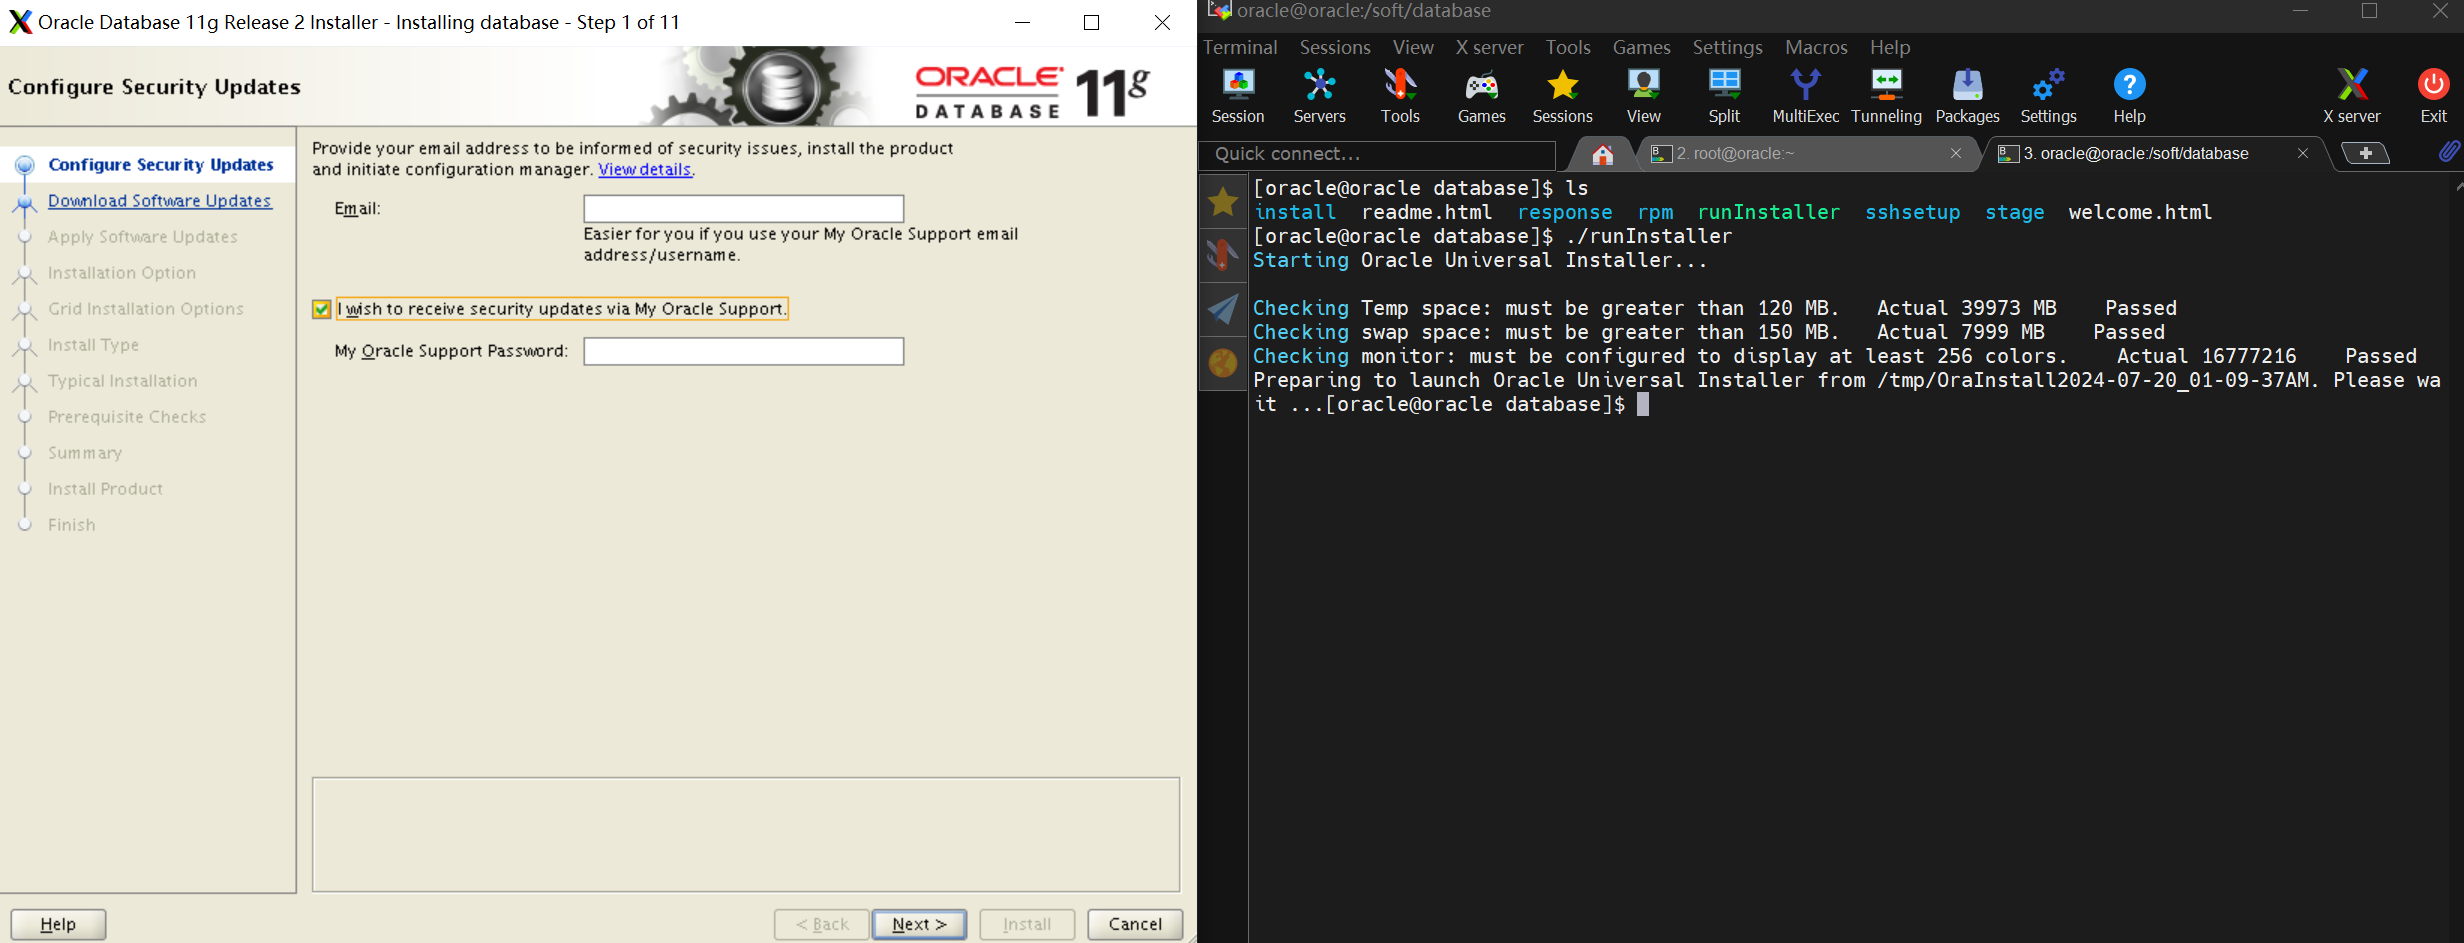 Oracle Database 11g Release 2 Installer - Installing database - Step 1 of 11
Configure Security Updates
ORACLE
DATABASE
11g
Configure Security Updates
Download Software Updates
Apply Software Updates
Installation Option
Grid Installation Options
Install Type
Typical Installation
Prerequisite Checks
Summary
Install Product
Finish
Provide your email address to be informed of security issues, install the product
and initiate configuration manager. View details.
Email:
Easier for you if you use your My Oracle Support email
address/username.
I wish to receive security updates via My Oracle Support.
My Oracle Support Password:
Help
< Back
Next >
Install
Cancel
oracle@oracle:/soft/database
Terminal Sessions View X server Tools Games Settings Macros Help
Session Servers Tools Games Sessions View Split MultiExec Tunneling Packages Settings Help X server Exit
Quick connect...
2. root@oracle:~
3. oracle@oracle:/soft/database
[oracle@oracle database]$ ls
install readme.html response rpm runInstaller sshsetup stage welcome.html
[oracle@oracle database]$ ./runInstaller
Starting Oracle Universal Installer...
Checking Temp space: must be greater than 120 MB. Actual 39973 MB Passed
Checking swap space: must be greater than 150 MB. Actual 7999 MB Passed
Checking monitor: must be configured to display at least 256 colors. Actual 16777216 Passed
Preparing to launch Oracle Universal Installer from /tmp/OraInstall2024-07-20_01-09-37AM. Please wa
it ...[oracle@oracle database]$